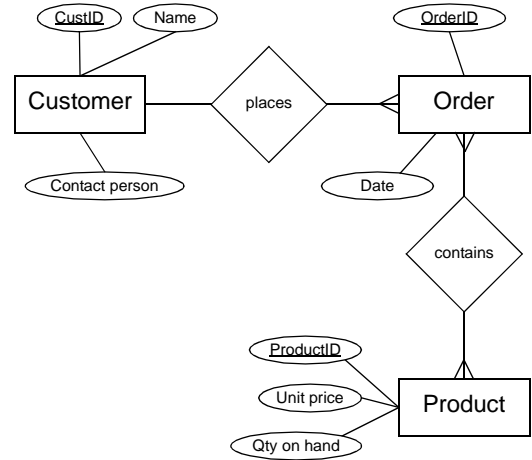 CustID
Name
OrderID
Customer
places
Order
Contact person
Date
contains
ProductID
Unit price
Product
Qty on hand